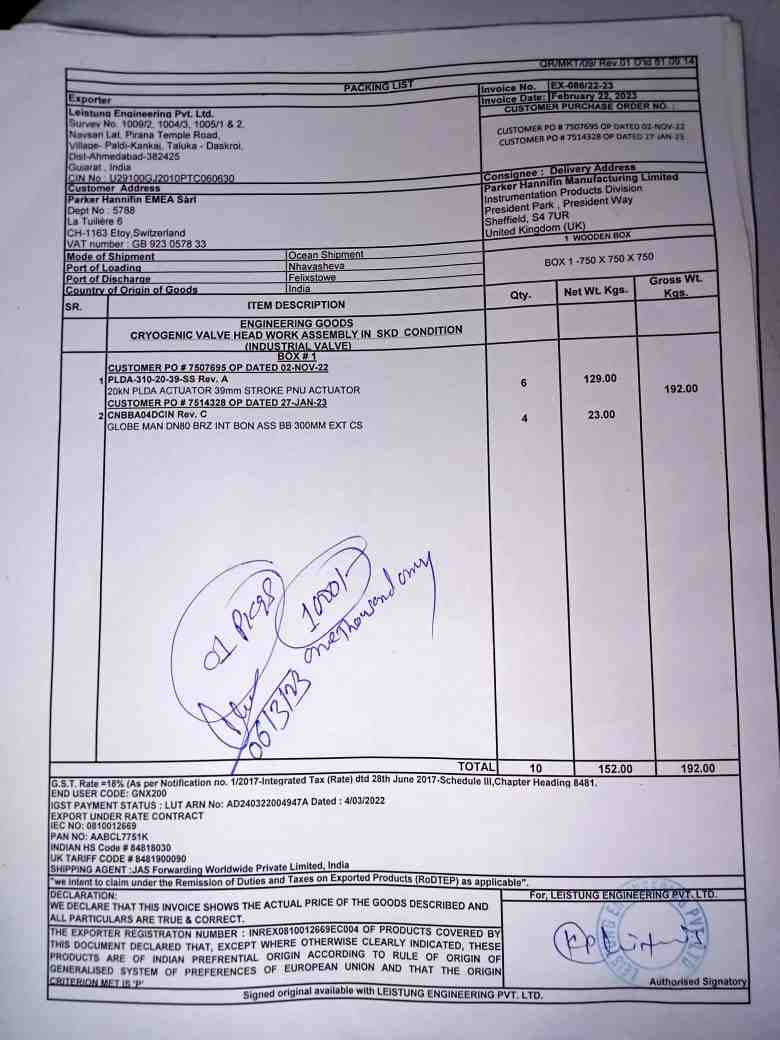 QR/MKT/09/ Rev.01 Dtd 01.09.14
PACKING LIST
Exporter
Leistung Engineering Pvt. Ltd.
Survey No. 1009/2, 1004/3, 1005/1 & 2,
Navsan Lat, Pirana Temple Road,
Village- Paldi-Kankaj, Taluka - Daskroi,
Dist-Ahmedabad-382425
Gujarat , India
CIN No : U29100GJ2010PTC060630
Invoice No. EX-086/22-23
Invoice Date: February 22, 2023
CUSTOMER PURCHASE ORDER NO. :
CUSTOMER PO # 7507695 OP DATED 02-NOV-22
CUSTOMER PO # 7514328 OP DATED 27-JAN-23
Customer Address
Parker Hannifin EMEA Sàrl
Dept No : 5788
La Tuilière 6
CH-1163 Etoy,Switzerland
VAT number : GB 923 0578 33
Consignee : Delivery Address
Parker Hannifin Manufacturing Limited
Instrumentation Products Division
President Park , President Way
Sheffield, S4 7UR
United Kingdom (UK)
Mode of Shipment Ocean Shipment
Port of Loading Nhavasheva
Port of Discharge Felixstowe
Country of Origin of Goods India
1 WOODEN BOX
BOX 1 -750 X 750 X 750
SR. ITEM DESCRIPTION Qty. Net Wt. Kgs. Gross Wt. Kgs.
ENGINEERING GOODS
CRYOGENIC VALVE HEAD WORK ASSEMBLY IN SKD CONDITION
(INDUSTRIAL VALVE)
BOX # 1
CUSTOMER PO # 7507695 OP DATED 02-NOV-22
1 PLDA-310-20-39-SS Rev. A 6 129.00 192.00
20kN PLDA ACTUATOR 39mm STROKE PNU ACTUATOR
CUSTOMER PO # 7514328 OP DATED 27-JAN-23
2 CNBBA04DCIN Rev. C 4 23.00
GLOBE MAN DN80 BRZ INT BON ASS BB 300MM EXT CS
01 PKgs
1000/-
one Thousand only
06/3/23
TOTAL 10 152.00 192.00
G.S.T. Rate =18% (As per Notification no. 1/2017-Integrated Tax (Rate) dtd 28th June 2017-Schedule III,Chapter Heading 8481.
END USER CODE: GNX200
IGST PAYMENT STATUS : LUT ARN No: AD240322004947A Dated : 4/03/2022
EXPORT UNDER RATE CONTRACT
IEC NO: 0810012669
PAN NO: AABCL7751K
INDIAN HS Code # 84818030
UK TARIFF CODE # 8481900090
SHIPPING AGENT :JAS Forwarding Worldwide Private Limited, India
"we intent to claim under the Remission of Duties and Taxes on Exported Products (RoDTEP) as applicable".
DECLARATION:
WE DECLARE THAT THIS INVOICE SHOWS THE ACTUAL PRICE OF THE GOODS DESCRIBED AND
ALL PARTICULARS ARE TRUE & CORRECT.
THE EXPORTER REGISTRATON NUMBER : INREX0810012669EC004 OF PRODUCTS COVERED BY
THIS DOCUMENT DECLARED THAT, EXCEPT WHERE OTHERWISE CLEARLY INDICATED, THESE
PRODUCTS ARE OF INDIAN PREFRENTIAL ORIGIN ACCORDING TO RULE OF ORIGIN OF
GENERALISED SYSTEM OF PREFERENCES OF EUROPEAN UNION AND THAT THE ORIGIN
CRITERION MET IS 'P'
For, LEISTUNG ENGINEERING PVT. LTD.
LEISTUNG ENGINEERING PVT. LTD.
Authorised Signatory
Signed original available with LEISTUNG ENGINEERING PVT. LTD.